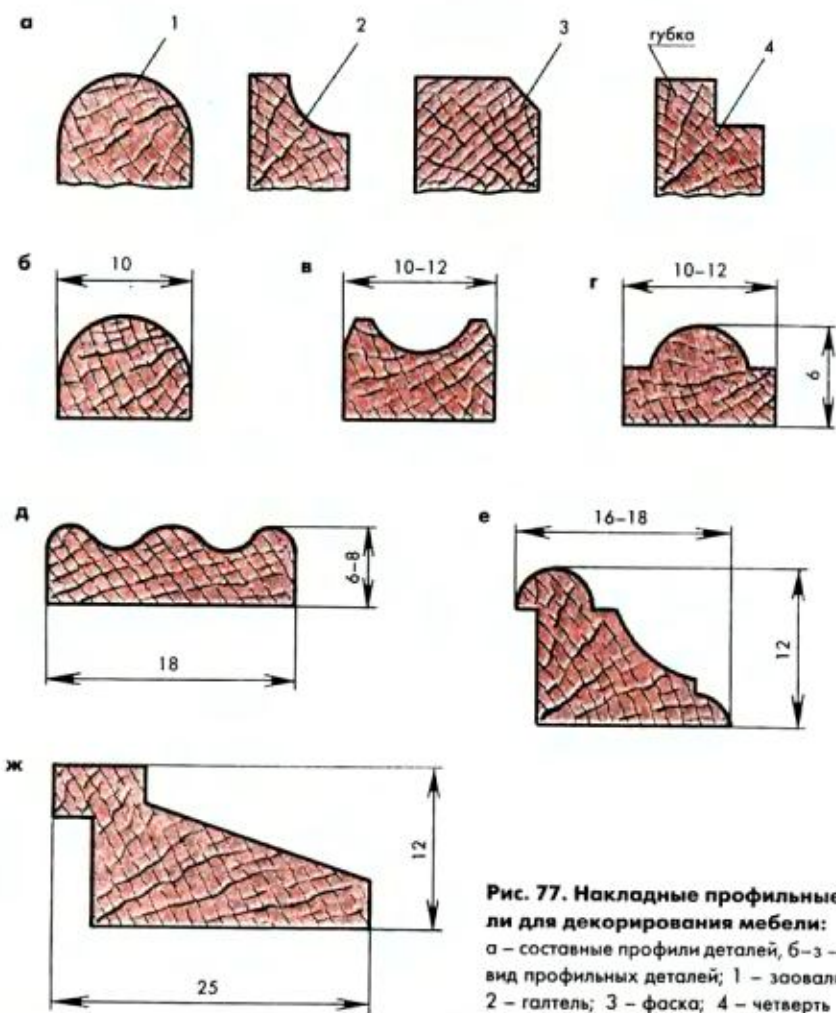 а 1 2 3 губка 4
б 10 в 10–12 г 10–12
6
д е 16–18
6–8
18 12
ж
12
25
Рис. 77. Накладные профильные
ли для декорирования мебели:
а – составные профили деталей, б–з –
вид профильных деталей; 1 – заовал
2 – галтель; 3 – фаска; 4 – четверть